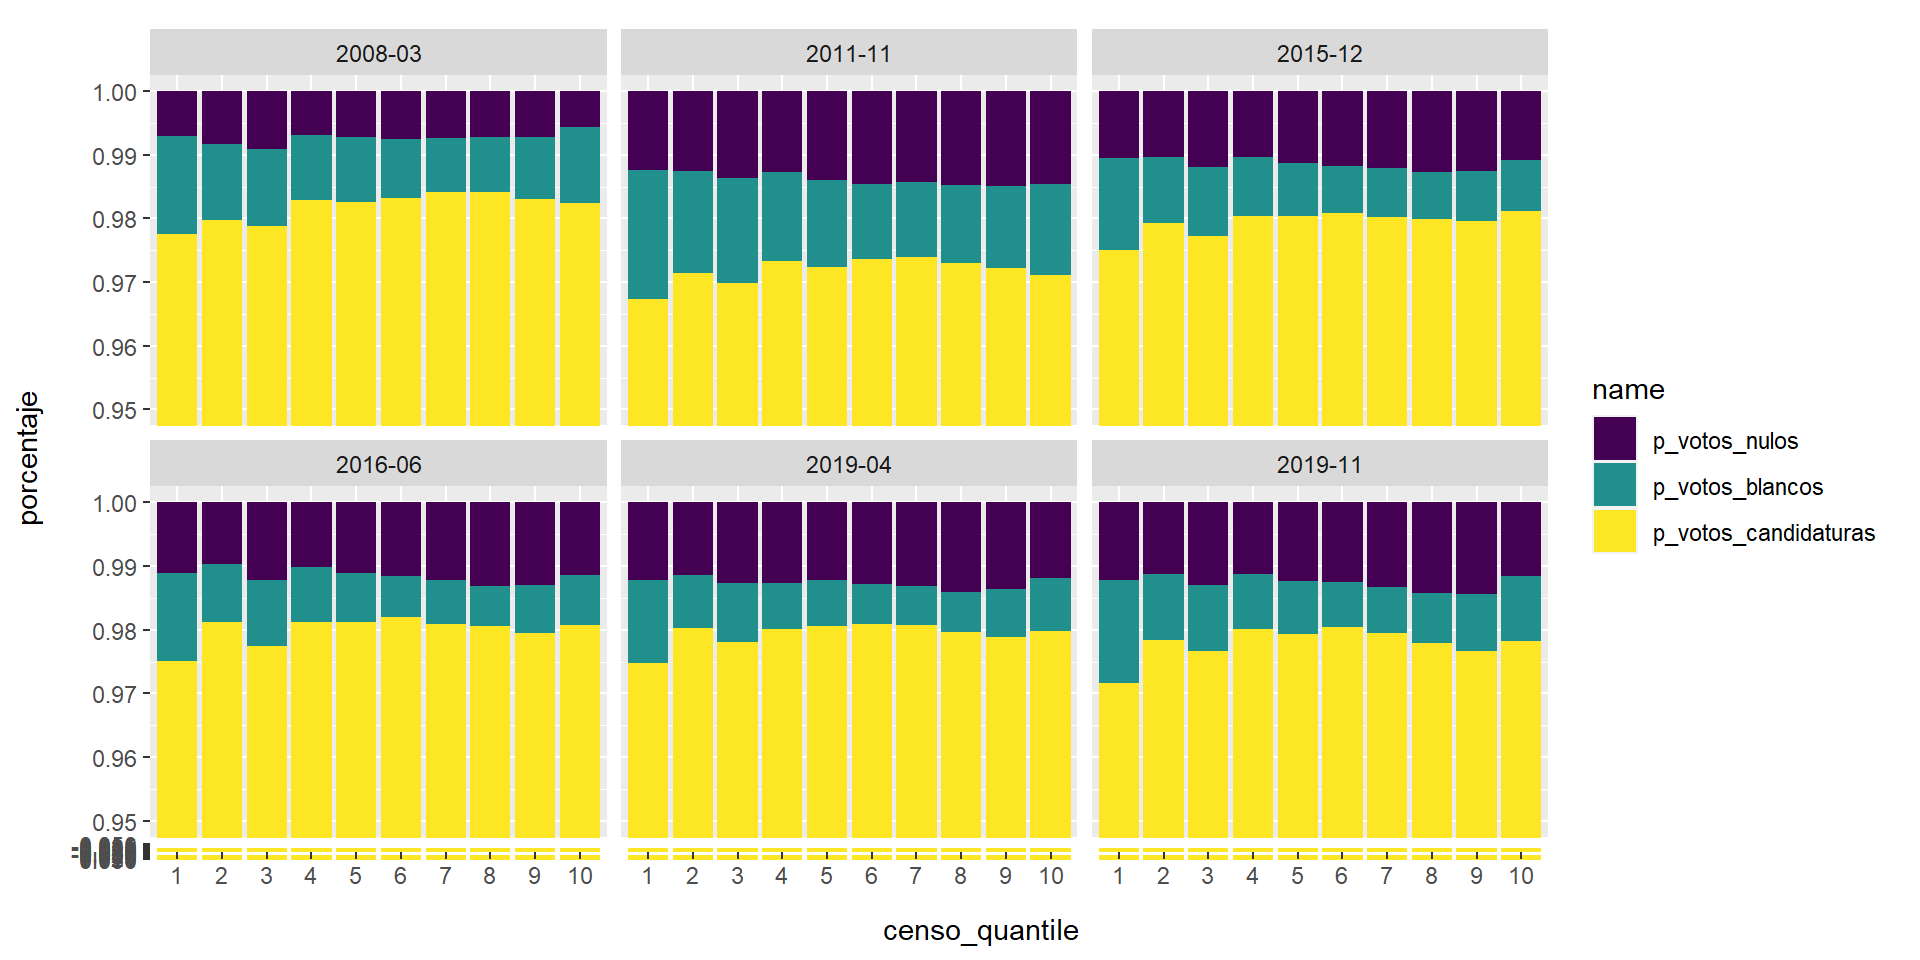 2008-03 2011-11 2015-12
1.00
0.99
0.98
0.97
0.96
0.95
porcentaje
2016-06 2019-04 2019-11
1.00
0.99
0.98
0.97
0.96
0.95
1 2 3 4 5 6 7 8 9 10 1 2 3 4 5 6 7 8 9 10 1 2 3 4 5 6 7 8 9 10
censo_quantile
name
p_votos_nulos
p_votos_blancos
p_votos_candidaturas